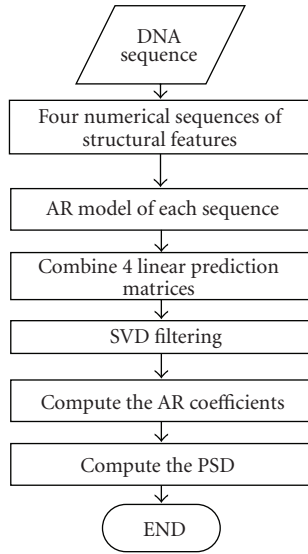 DNA
sequence
Four numerical sequences of
structural features
AR model of each sequence
Combine 4 linear prediction
matrices
SVD filtering
Compute the AR coefficients
Compute the PSD
END